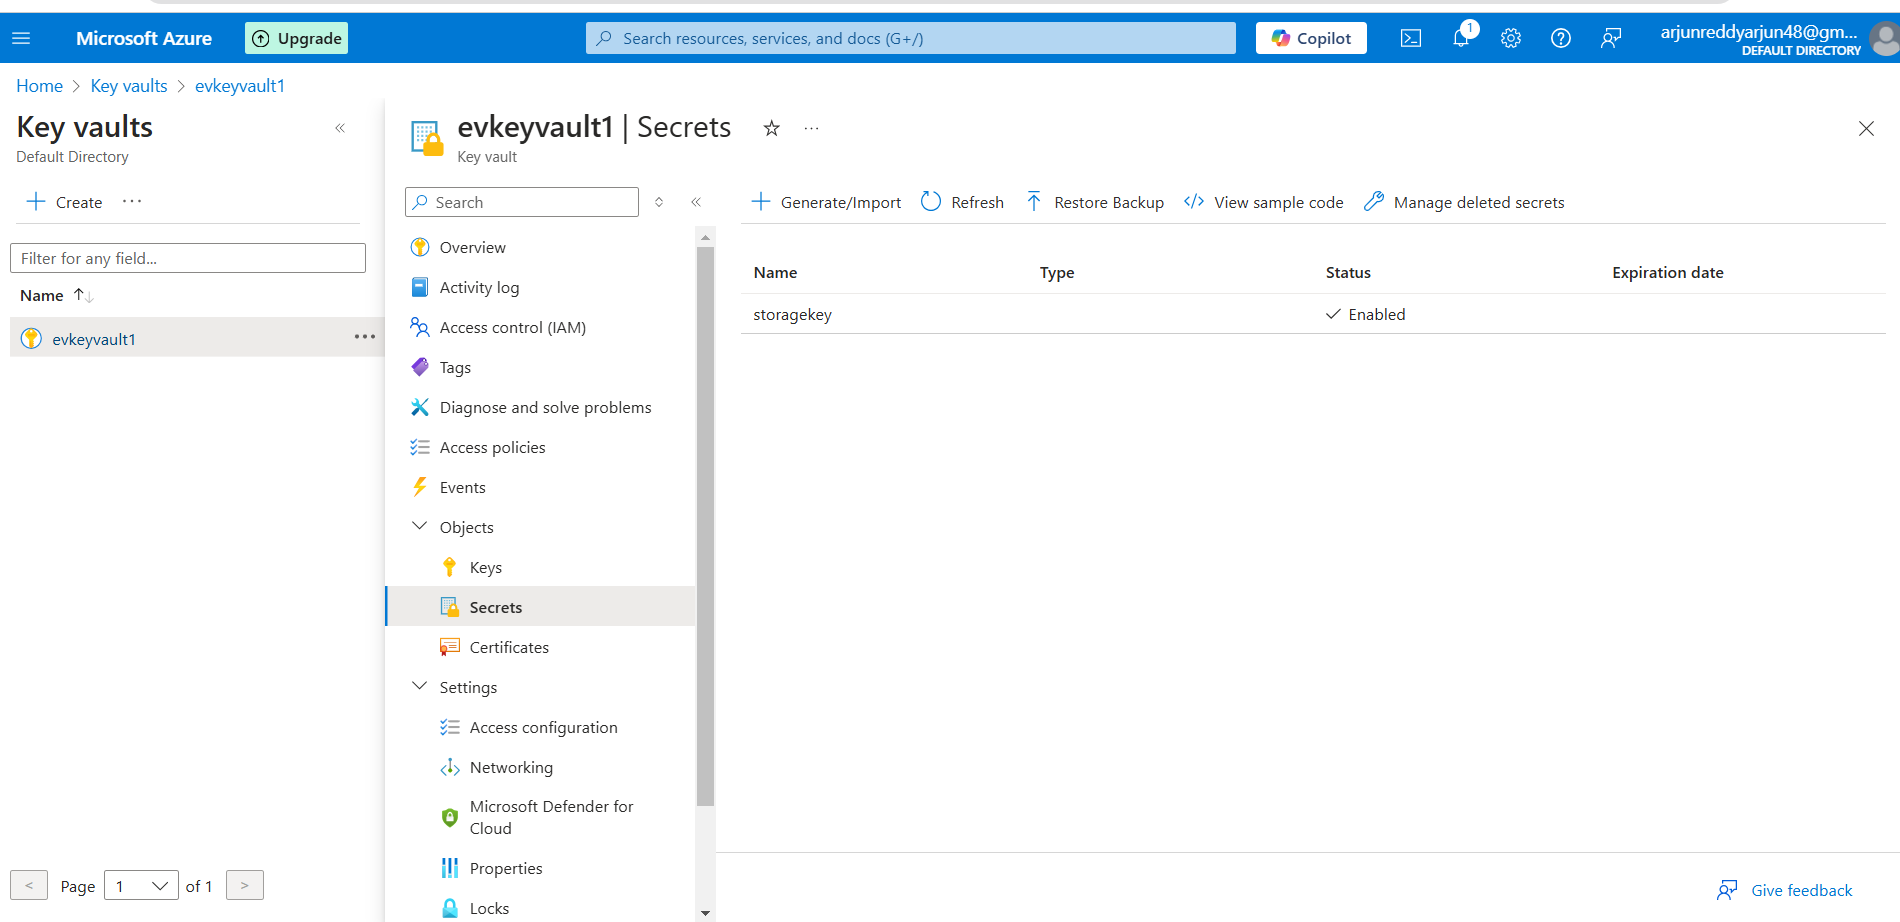 Microsoft Azure
Upgrade
Search resources, services, and docs (G+/)
Copilot
1
arjunreddyarjun48@gm...
DEFAULT DIRECTORY
Home > Key vaults > evkeyvault1
Key vaults
Default Directory
Create
Filter for any field...
Name
evkeyvault1
< Page 1 of 1 >
evkeyvault1 | Secrets
Key vault
Search
Overview
Activity log
Access control (IAM)
Tags
Diagnose and solve problems
Access policies
Events
Objects
Keys
Secrets
Certificates
Settings
Access configuration
Networking
Microsoft Defender for
Cloud
Properties
Locks
Generate/Import Refresh Restore Backup View sample code Manage deleted secrets
Name Type Status Expiration date
storagekey Enabled
Give feedback